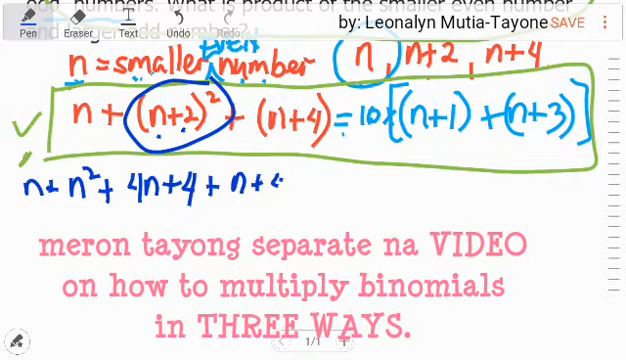 odd numbers. What is product of the smaller even number
by: Leonalyn Mutia-Tayone SAVE
Pen Eraser Text Undo Redo
n = smaller even number n, n+2, n+4
n + (n+2)² + (n+4) = 10[(n+1) + (n+3)]
n + n² + 4n + 4 + n +
meron tayong separate na VIDEO
on how to multiply binomials
in THREE WAYS.
1/1